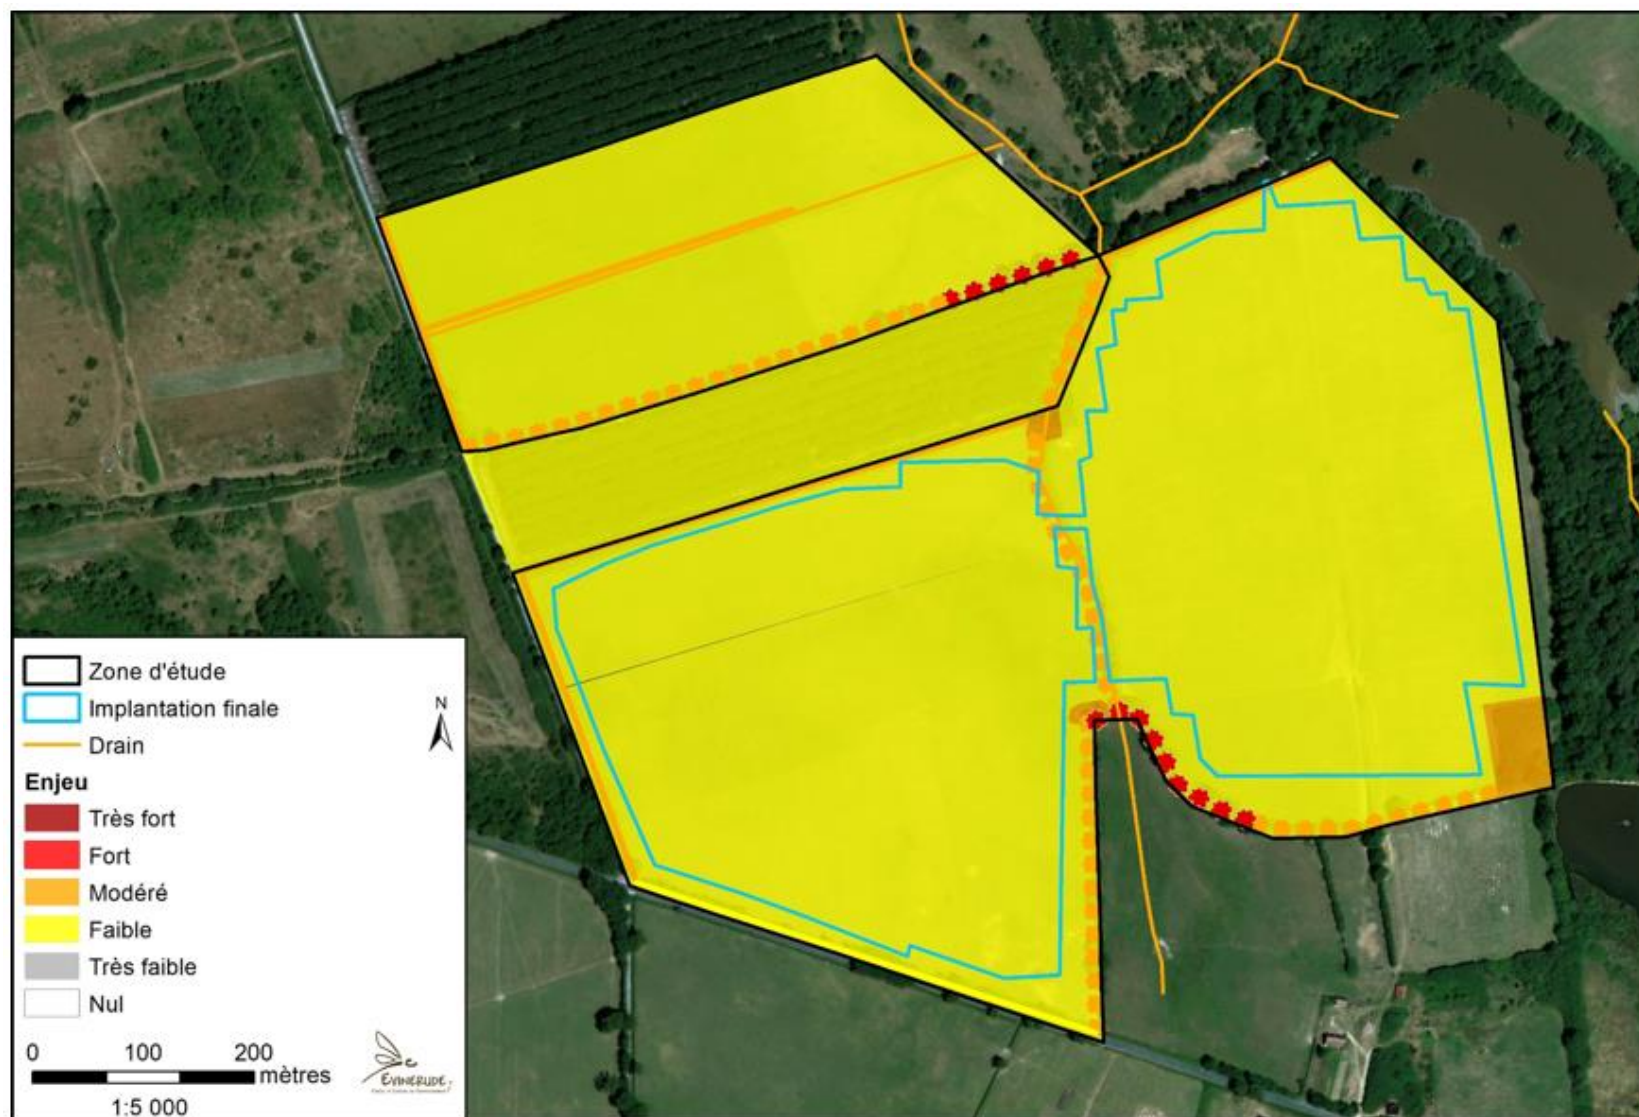 Zone d'étude
Implantation finale
N
Drain
Enjeu
Très fort
Fort
Modéré
Faible
Très faible
Nul
0 100 200
mètres
EVINERUDE
1:5 000